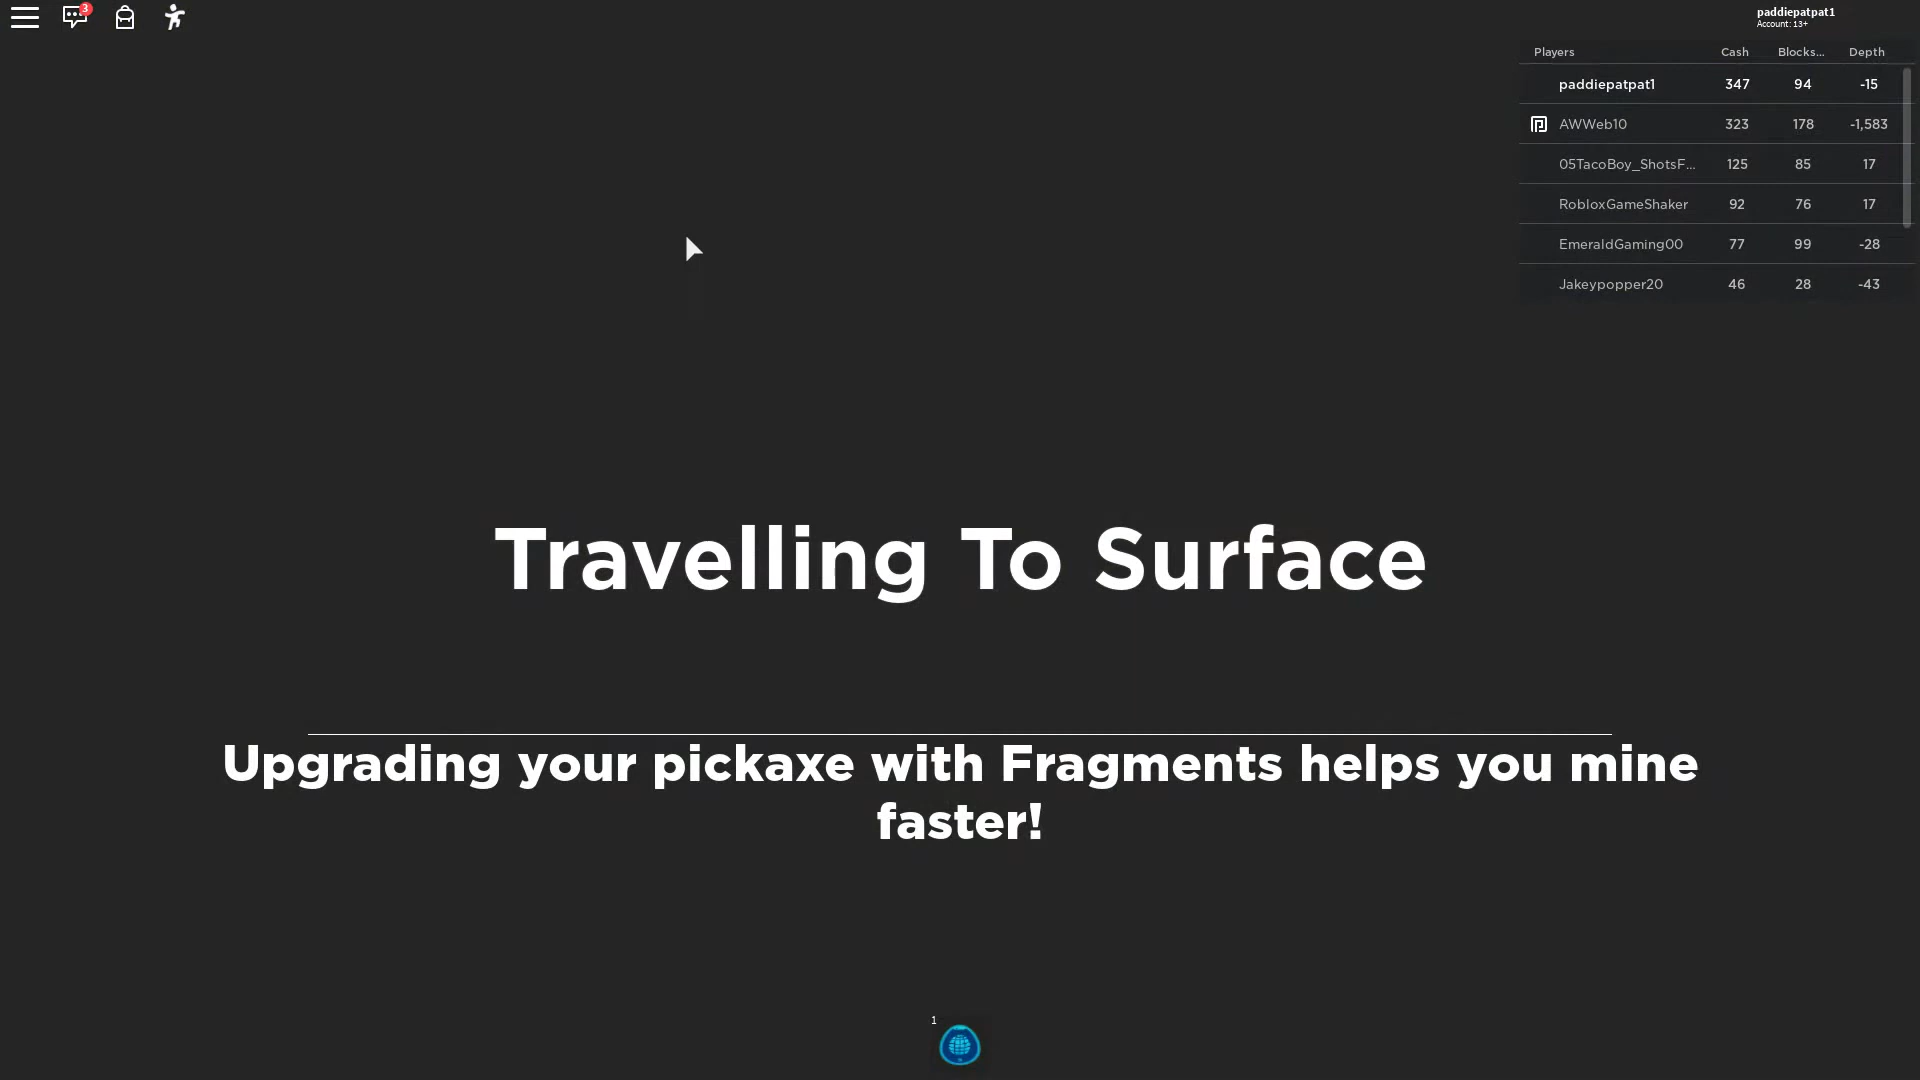 3
paddiepatpat1
Account: 13+
Players Cash Blocks... Depth
paddiepatpat1 347 94 -15
AWWeb10 323 178 -1,583
05TacoBoy_ShotsF... 125 85 17
RobloxGameShaker 92 76 17
EmeraldGaming00 77 99 -28
Jakeypopper20 46 28 -43
Travelling To Surface
Upgrading your pickaxe with Fragments helps you mine
faster!
1